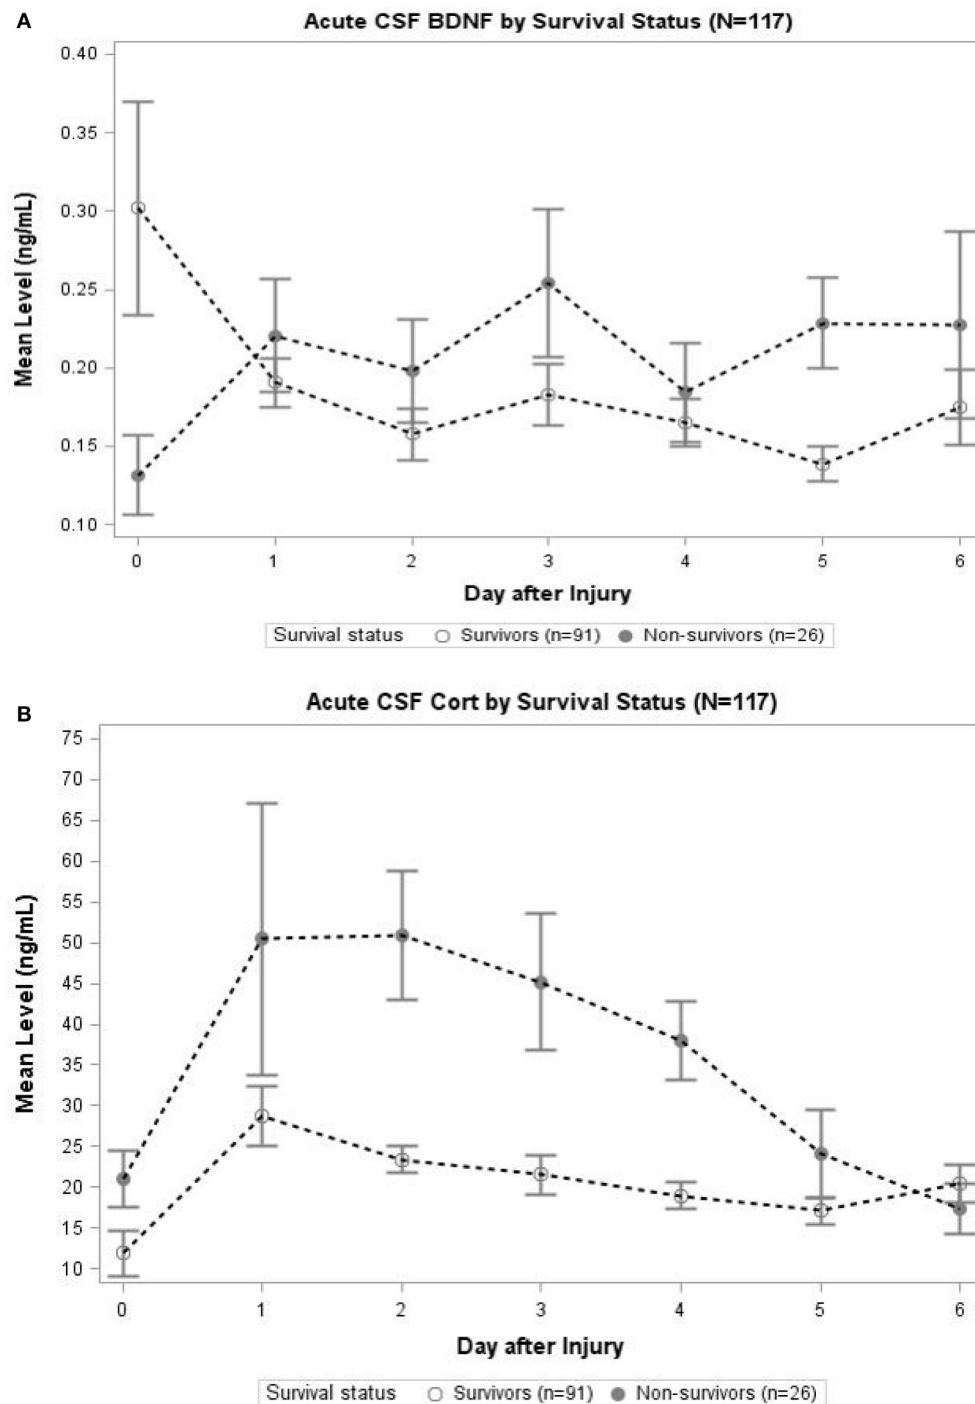 A
Acute CSF BDNF by Survival Status (N=117)
Mean Level (ng/mL)
0.40
0.35
0.30
0.25
0.20
0.15
0.10
0 1 2 3 4 5 6
Day after Injury
Survival status Survivors (n=91) Non-survivors (n=26)
B
Acute CSF Cort by Survival Status (N=117)
Mean Level (ng/mL)
75
70
65
60
55
50
45
40
35
30
25
20
15
10
0 1 2 3 4 5 6
Day after Injury
Survival status Survivors (n=91) Non-survivors (n=26)